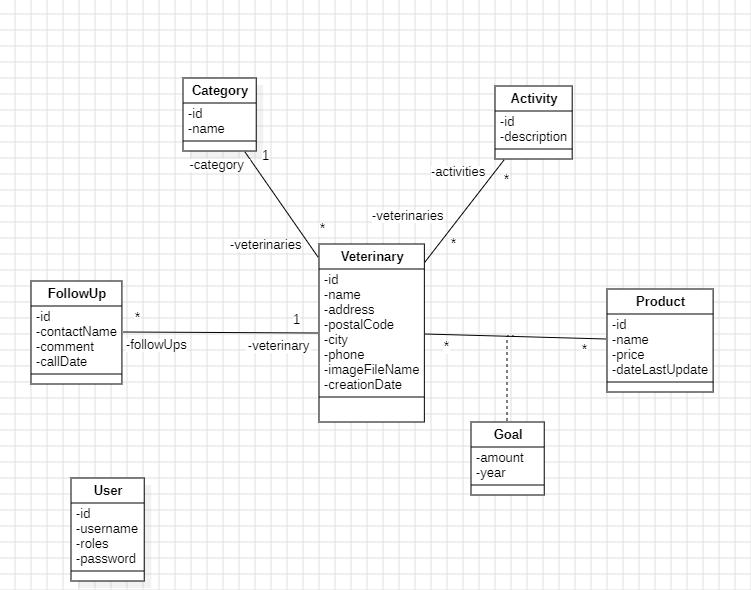 Category
-id
-name
-category
1
*
-veterinaries
Activity
-id
-description
-activities
*
-veterinaries
*
Veterinary
-id
-name
-address
-postalCode
-city
-phone
-imageFileName
-creationDate
FollowUp
-id
-contactName
-comment
-callDate
*
-followUps
1
-veterinary
*
*
Product
-id
-name
-price
-dateLastUpdate
Goal
-amount
-year
User
-id
-username
-roles
-password